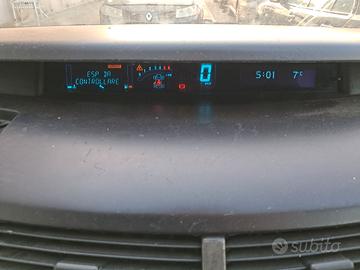 ESP DA
CONTROLLARE
0
5:01
7°C
subito